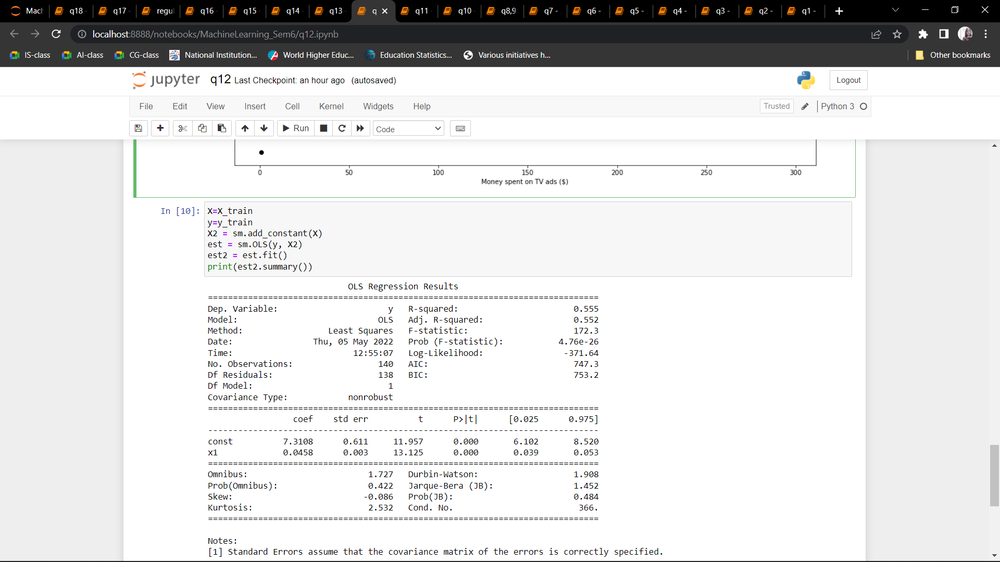 Mach q18 - q17 - regul q16 - q15 - q14 - q13 - q q11 - q10 - q8,9 q7 - q6 - q5 - q4 - q3 - q2 - q1 -
localhost:8888/notebooks/MachineLearning_Sem6/q12.ipynb
IS-class AI-class CG-class National Institution... World Higher Educ... Education Statistics... Various initiatives h... Other bookmarks
jupyter q12 Last Checkpoint: an hour ago (autosaved) Logout
File Edit View Insert Cell Kernel Widgets Help Trusted Python 3
Run Code
0 50 100 150 200 250 300
Money spent on TV ads ($)
In [10]: X=X_train
y=y_train
X2 = sm.add_constant(X)
est = sm.OLS(y, X2)
est2 = est.fit()
print(est2.summary())
OLS Regression Results
==============================================================================
Dep. Variable: y R-squared: 0.555
Model: OLS Adj. R-squared: 0.552
Method: Least Squares F-statistic: 172.3
Date: Thu, 05 May 2022 Prob (F-statistic): 4.76e-26
Time: 12:55:07 Log-Likelihood: -371.64
No. Observations: 140 AIC: 747.3
Df Residuals: 138 BIC: 753.2
Df Model: 1
Covariance Type: nonrobust
==============================================================================
coef std err t P>|t| [0.025 0.975]
------------------------------------------------------------------------------
const 7.3108 0.611 11.957 0.000 6.102 8.520
x1 0.0458 0.003 13.125 0.000 0.039 0.053
==============================================================================
Omnibus: 1.727 Durbin-Watson: 1.908
Prob(Omnibus): 0.422 Jarque-Bera (JB): 1.452
Skew: -0.086 Prob(JB): 0.484
Kurtosis: 2.532 Cond. No. 366.
==============================================================================
Notes:
[1] Standard Errors assume that the covariance matrix of the errors is correctly specified.